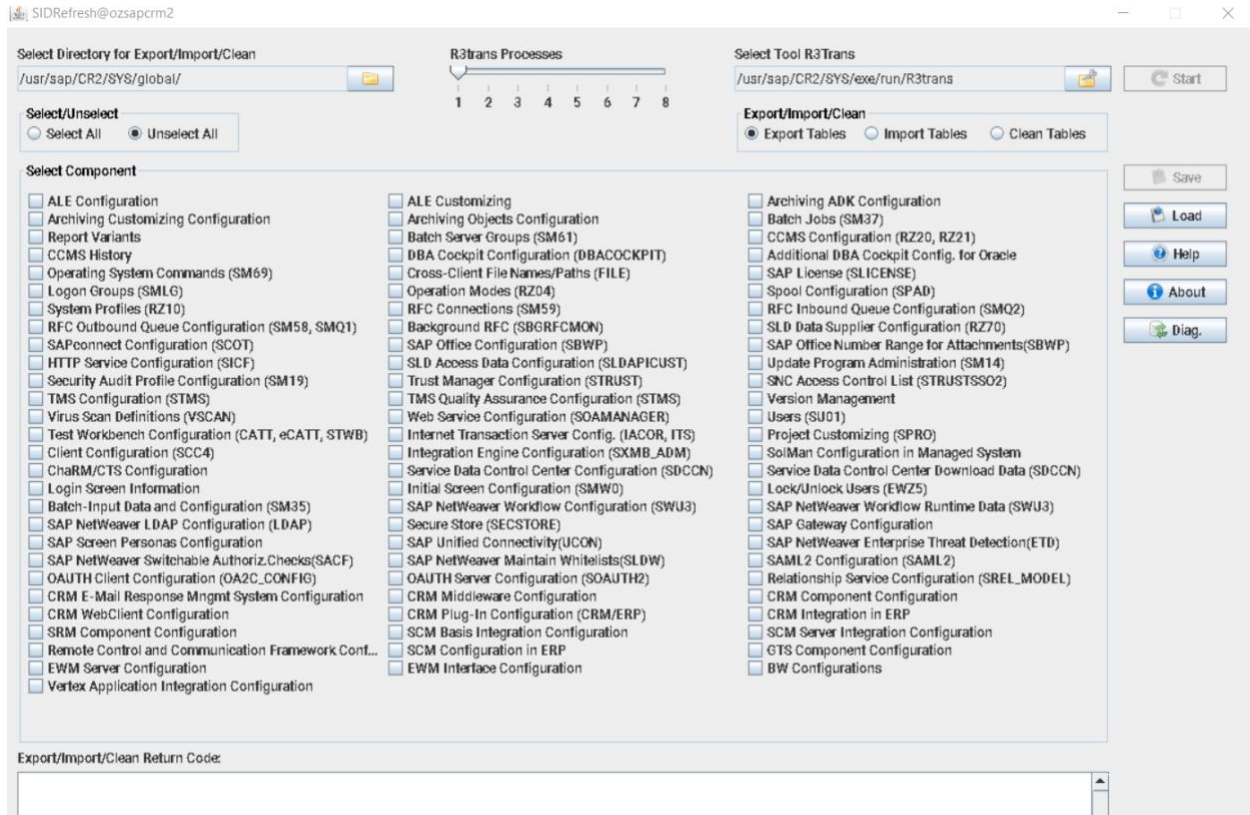 SIDRefresh@ozsapcrm2
Select Directory for Export/Import/Clean
R3trans Processes
Select Tool R3Trans
/usr/sap/CR2/SYS/global/
/usr/sap/CR2/SYS/exe/run/R3trans
Start
1 2 3 4 5 6 7 8
Select/Unselect
Select All Unselect All
Export/Import/Clean
Export Tables Import Tables Clean Tables
Select Component
Save
Load
Help
About
Diag.
ALE Configuration ALE Customizing Archiving ADK Configuration
Archiving Customizing Configuration Archiving Objects Configuration Batch Jobs (SM37)
Report Variants Batch Server Groups (SM61) CCMS Configuration (RZ20, RZ21)
CCMS History DBA Cockpit Configuration (DBACOCKPIT) Additional DBA Cockpit Config. for Oracle
Operating System Commands (SM69) Cross-Client File Names/Paths (FILE) SAP License (SLICENSE)
Logon Groups (SMLG) Operation Modes (RZ04) Spool Configuration (SPAD)
System Profiles (RZ10) RFC Connections (SM59) RFC Inbound Queue Configuration (SMQ2)
RFC Outbound Queue Configuration (SM58, SMQ1) Background RFC (SBGRFCMON) SLD Data Supplier Configuration (RZ70)
SAPconnect Configuration (SCOT) SAP Office Configuration (SBWP) SAP Office Number Range for Attachments(SBWP)
HTTP Service Configuration (SICF) SLD Access Data Configuration (SLDAPICUST) Update Program Administration (SM14)
Security Audit Profile Configuration (SM19) Trust Manager Configuration (STRUST) SNC Access Control List (STRUSTSSO2)
TMS Configuration (STMS) TMS Quality Assurance Configuration (STMS) Version Management
Virus Scan Definitions (VSCAN) Web Service Configuration (SOAMANAGER) Users (SU01)
Test Workbench Configuration (CATT, eCATT, STWB) Internet Transaction Server Config. (IACOR, ITS) Project Customizing (SPRO)
Client Configuration (SCC4) Integration Engine Configuration (SXMB_ADM) SolMan Configuration in Managed System
ChaRM/CTS Configuration Service Data Control Center Configuration (SDCCN) Service Data Control Center Download Data (SDCCN)
Login Screen Information Initial Screen Configuration (SMW0) Lock/Unlock Users (EWZ5)
Batch-Input Data and Configuration (SM35) SAP NetWeaver Workflow Configuration (SWU3) SAP NetWeaver Workflow Runtime Data (SWU3)
SAP NetWeaver LDAP Configuration (LDAP) Secure Store (SECSTORE) SAP Gateway Configuration
SAP Screen Personas Configuration SAP Unified Connectivity(UCON) SAP NetWeaver Enterprise Threat Detection(ETD)
SAP NetWeaver Switchable Authoriz.Checks(SACF) SAP NetWeaver Maintain Whitelists(SLDW) SAML2 Configuration (SAML2)
OAUTH Client Configuration (OA2C_CONFIG) OAUTH Server Configuration (SOAUTH2) Relationship Service Configuration (SREL_MODEL)
CRM E-Mail Response Mngmt System Configuration CRM Middleware Configuration CRM Component Configuration
CRM WebClient Configuration CRM Plug-In Configuration (CRM/ERP) CRM Integration in ERP
SRM Component Configuration SCM Basis Integration Configuration SCM Server Integration Configuration
Remote Control and Communication Framework Conf... SCM Configuration in ERP GTS Component Configuration
EWM Server Configuration EWM Interface Configuration BW Configurations
Vertex Application Integration Configuration
Export/Import/Clean Return Code: